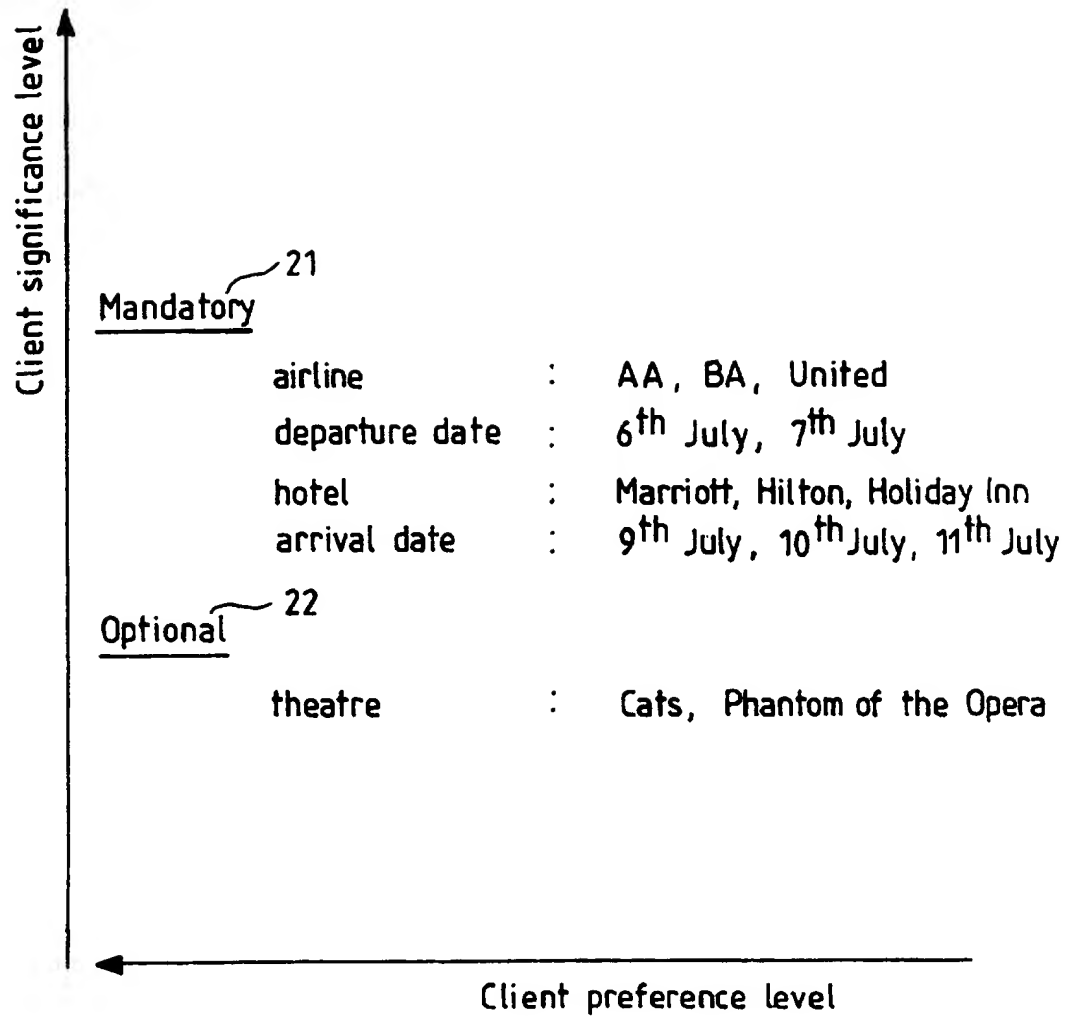 Client significance level
21
Mandatory
airline : AA, BA, United
departure date : 6th July, 7th July
hotel : Marriott, Hilton, Holiday Inn
arrival date : 9th July, 10th July, 11th July
22
Optional
theatre : Cats, Phantom of the Opera
Client preference level